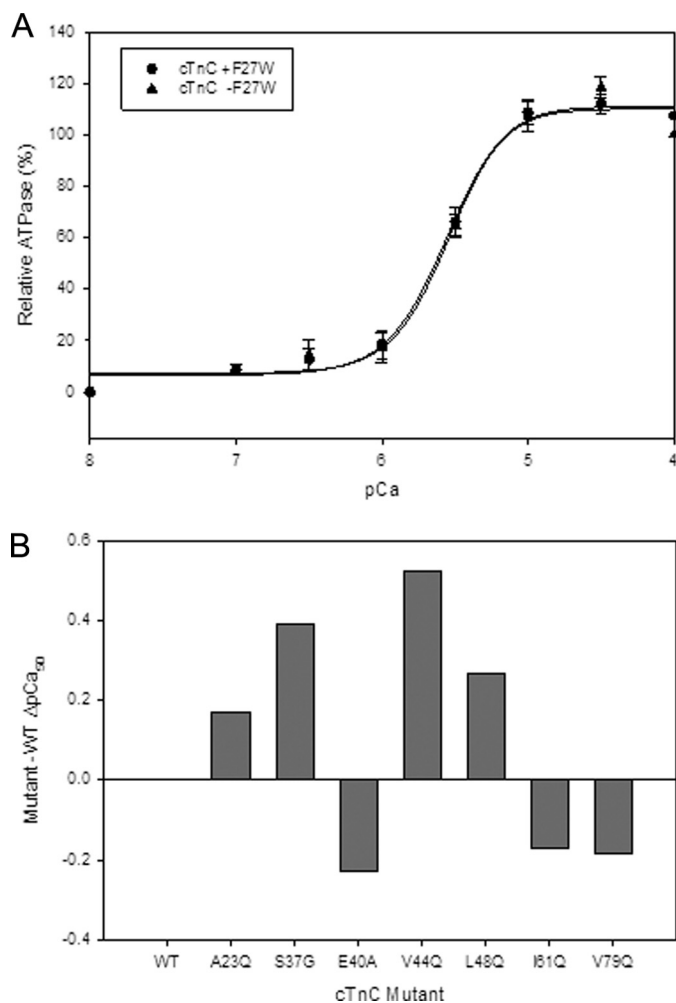 A
140
120
100
80
60
40
20
0
Relative ATPase (%)
cTnC +F27W
cTnC -F27W
8 7 6 5 4
pCa
B
0.6
0.4
0.2
0.0
-0.2
-0.4
Mutant -WT ΔpCa50
WT A23Q S37G E40A V44Q L48Q I61Q V79Q
cTnC Mutant